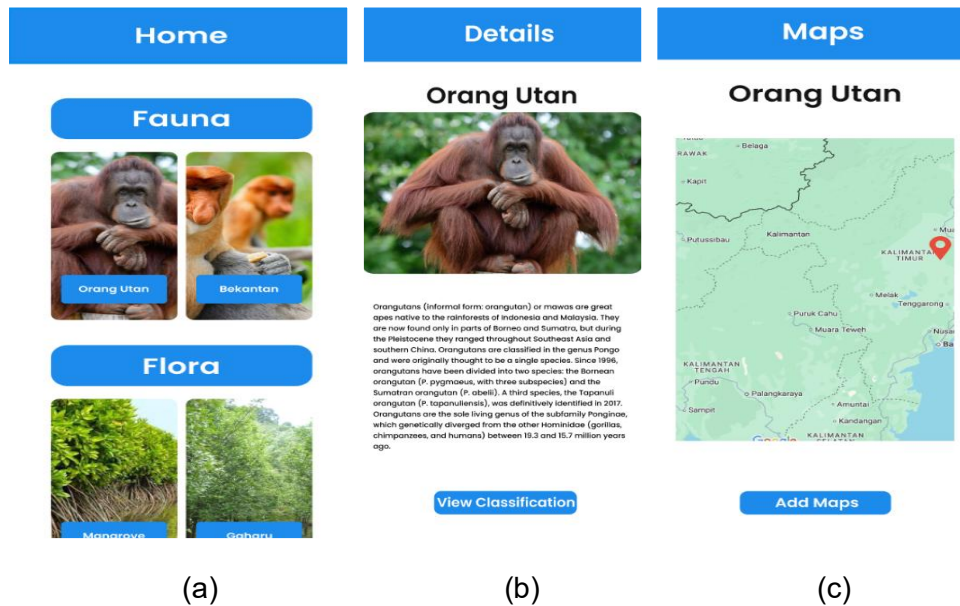 Home
Fauna
Orang Utan
Bekantan
Flora
Mangrove
Gaharu
(a)
Details
Orang Utan
Orangutans (Informal form: orangutan) or mawas are great
apes native to the rainforests of Indonesia and Malaysia. They
are now found only in parts of Borneo and Sumatra, but during
the Pleistocene they ranged throughout Southeast Asia and
southern China. Orangutans are classified in the genus Pongo
and were originally thought to be a single species. Since 1996,
orangutans have been divided into two species: the Bornean
orangutan (P. pygmaeus, with three subspecies) and the
Sumatran orangutan (P. abelii). A third species, the Tapanuli
orangutan (P. tapanuliensis), was definitively identified in 2017.
Orangutans are the sole living genus of the subfamily Ponginae,
which genetically diverged from the other Hominidae (gorillas,
chimpanzees, and humans) between 19.3 and 15.7 million years
ago.
View Classification
(b)
Maps
Orang Utan
Belaga
RAWAK
Kapit
Putussibau
Kalimantan
Mua
KALIMANTAN
TIMUR
Melak
Tenggarong
Puruk Cahu
Muara Teweh
Nusa
Ba
KALIMANTAN
TENGAH
Pundu
Palangkaraya
Sampit
Amuntai
Kandangan
Google
KALIMANTAN
SELATAN
Add Maps
(c)